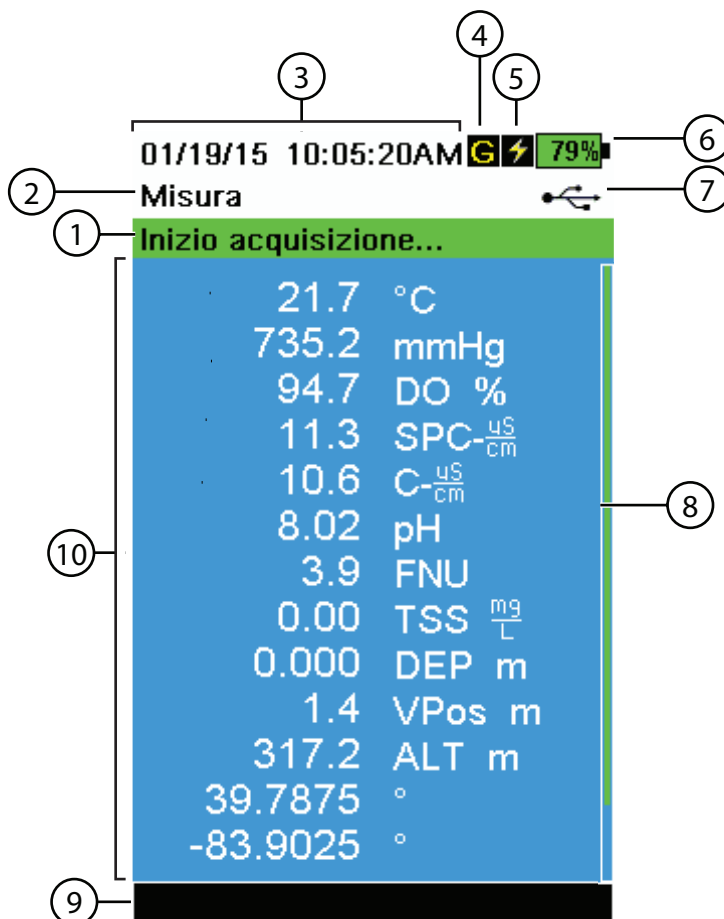 4
3
5
01/19/15 10:05:20AM G 79% 6
2 Misura 7
1 Inizio acquisizione...
21.7 °C
735.2 mmHg
94.7 DO %
11.3 SPC-uS/cm
10.6 C-uS/cm
8
8.02 pH
10
3.9 FNU
0.00 TSS mg/L
0.000 DEP m
1.4 VPos m
317.2 ALT m
39.7875 °
-83.9025 °
9